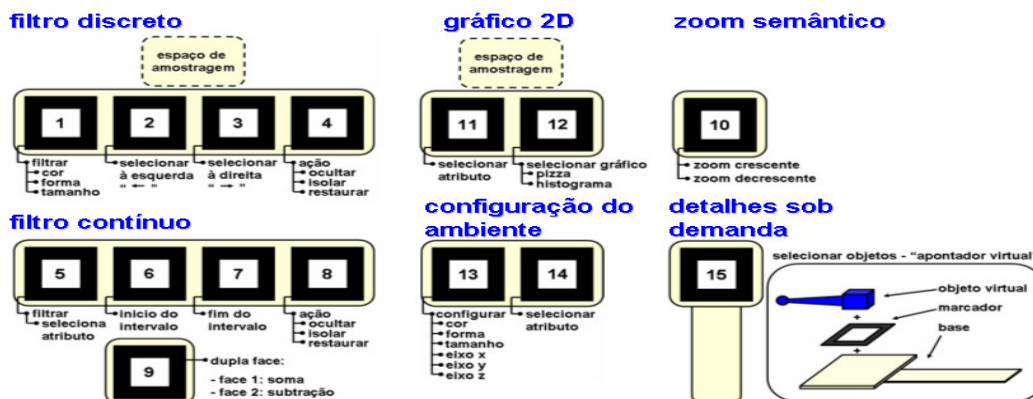 filtro discreto
espaço de
amostragem
1
2
3
4
filtrar
cor
forma
tamanho
selecionar
à esquerda
“ ← ”
selecionar
à direita
“ → ”
ação
ocultar
isolar
restaurar
gráfico 2D
espaço de
amostragem
11
12
selecionar
atributo
selecionar gráfico
pizza
histograma
zoom semântico
10
zoom crescente
zoom decrescente
filtro contínuo
5
6
7
8
filtrar
seleciona
atributo
inicio do
intervalo
fim do
intervalo
ação
ocultar
isolar
restaurar
9
dupla face:
- face 1: soma
- face 2: subtração
configuração do
ambiente
13
14
configurar
cor
forma
tamanho
eixo x
eixo y
eixo z
selecionar
atributo
detalhes sob
demanda
15
selecionar objetos - “apontador virtual”
objeto virtual
+
marcador
+
base